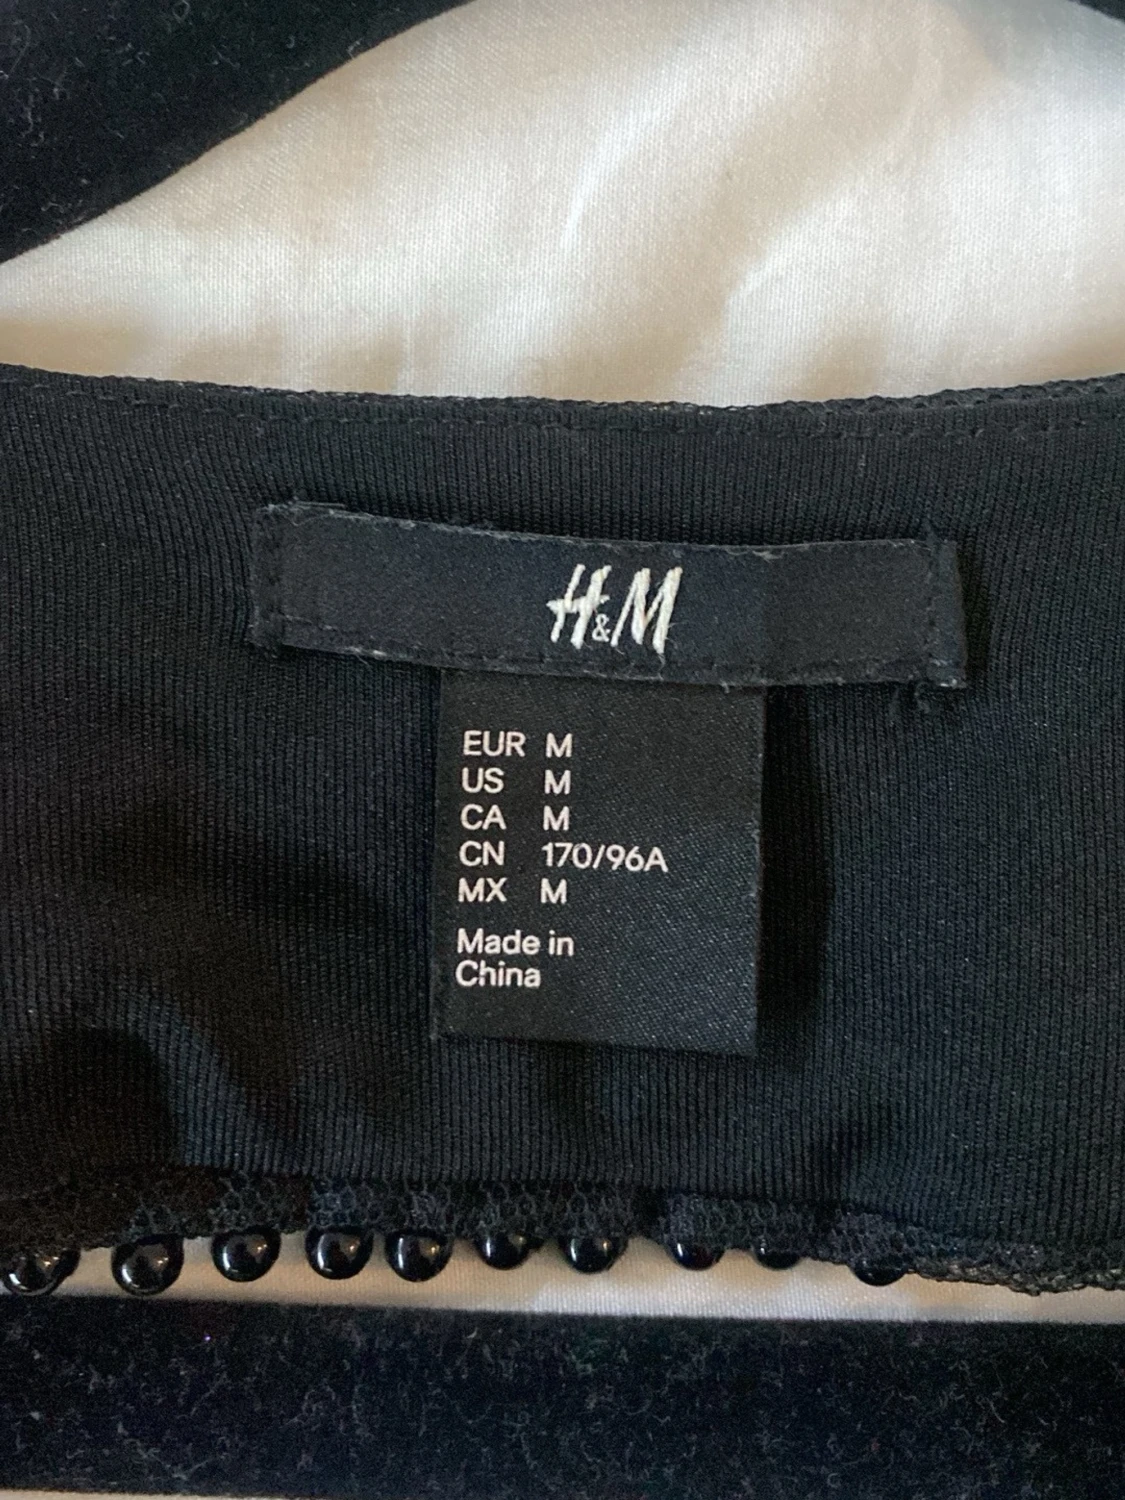 H&M
EUR M
US M
CA M
CN 170/96A
MX M
Made in
China